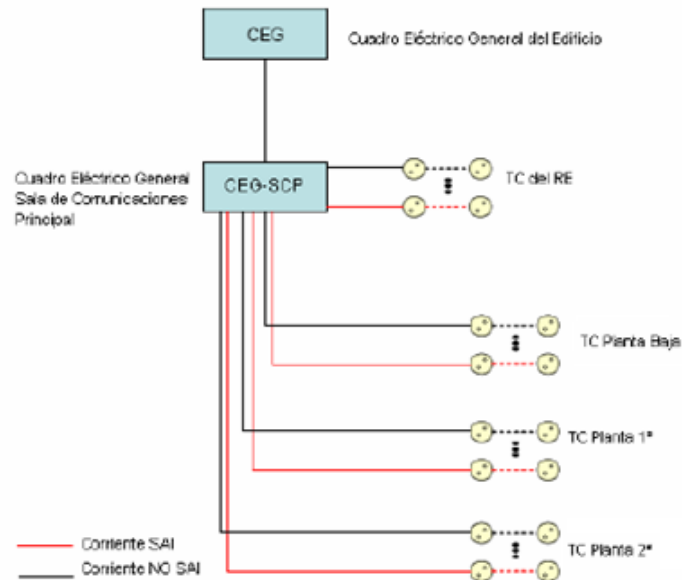 CEG
Cuadro Eléctrico General del Edificio
Cuadro Eléctrico General
Sala de Comunicaciones
Principal
CEG-SCP
TC del RE
TC Planta Baja
TC Planta 1ª
TC Planta 2ª
Corriente SAI
Corriente NO SAI